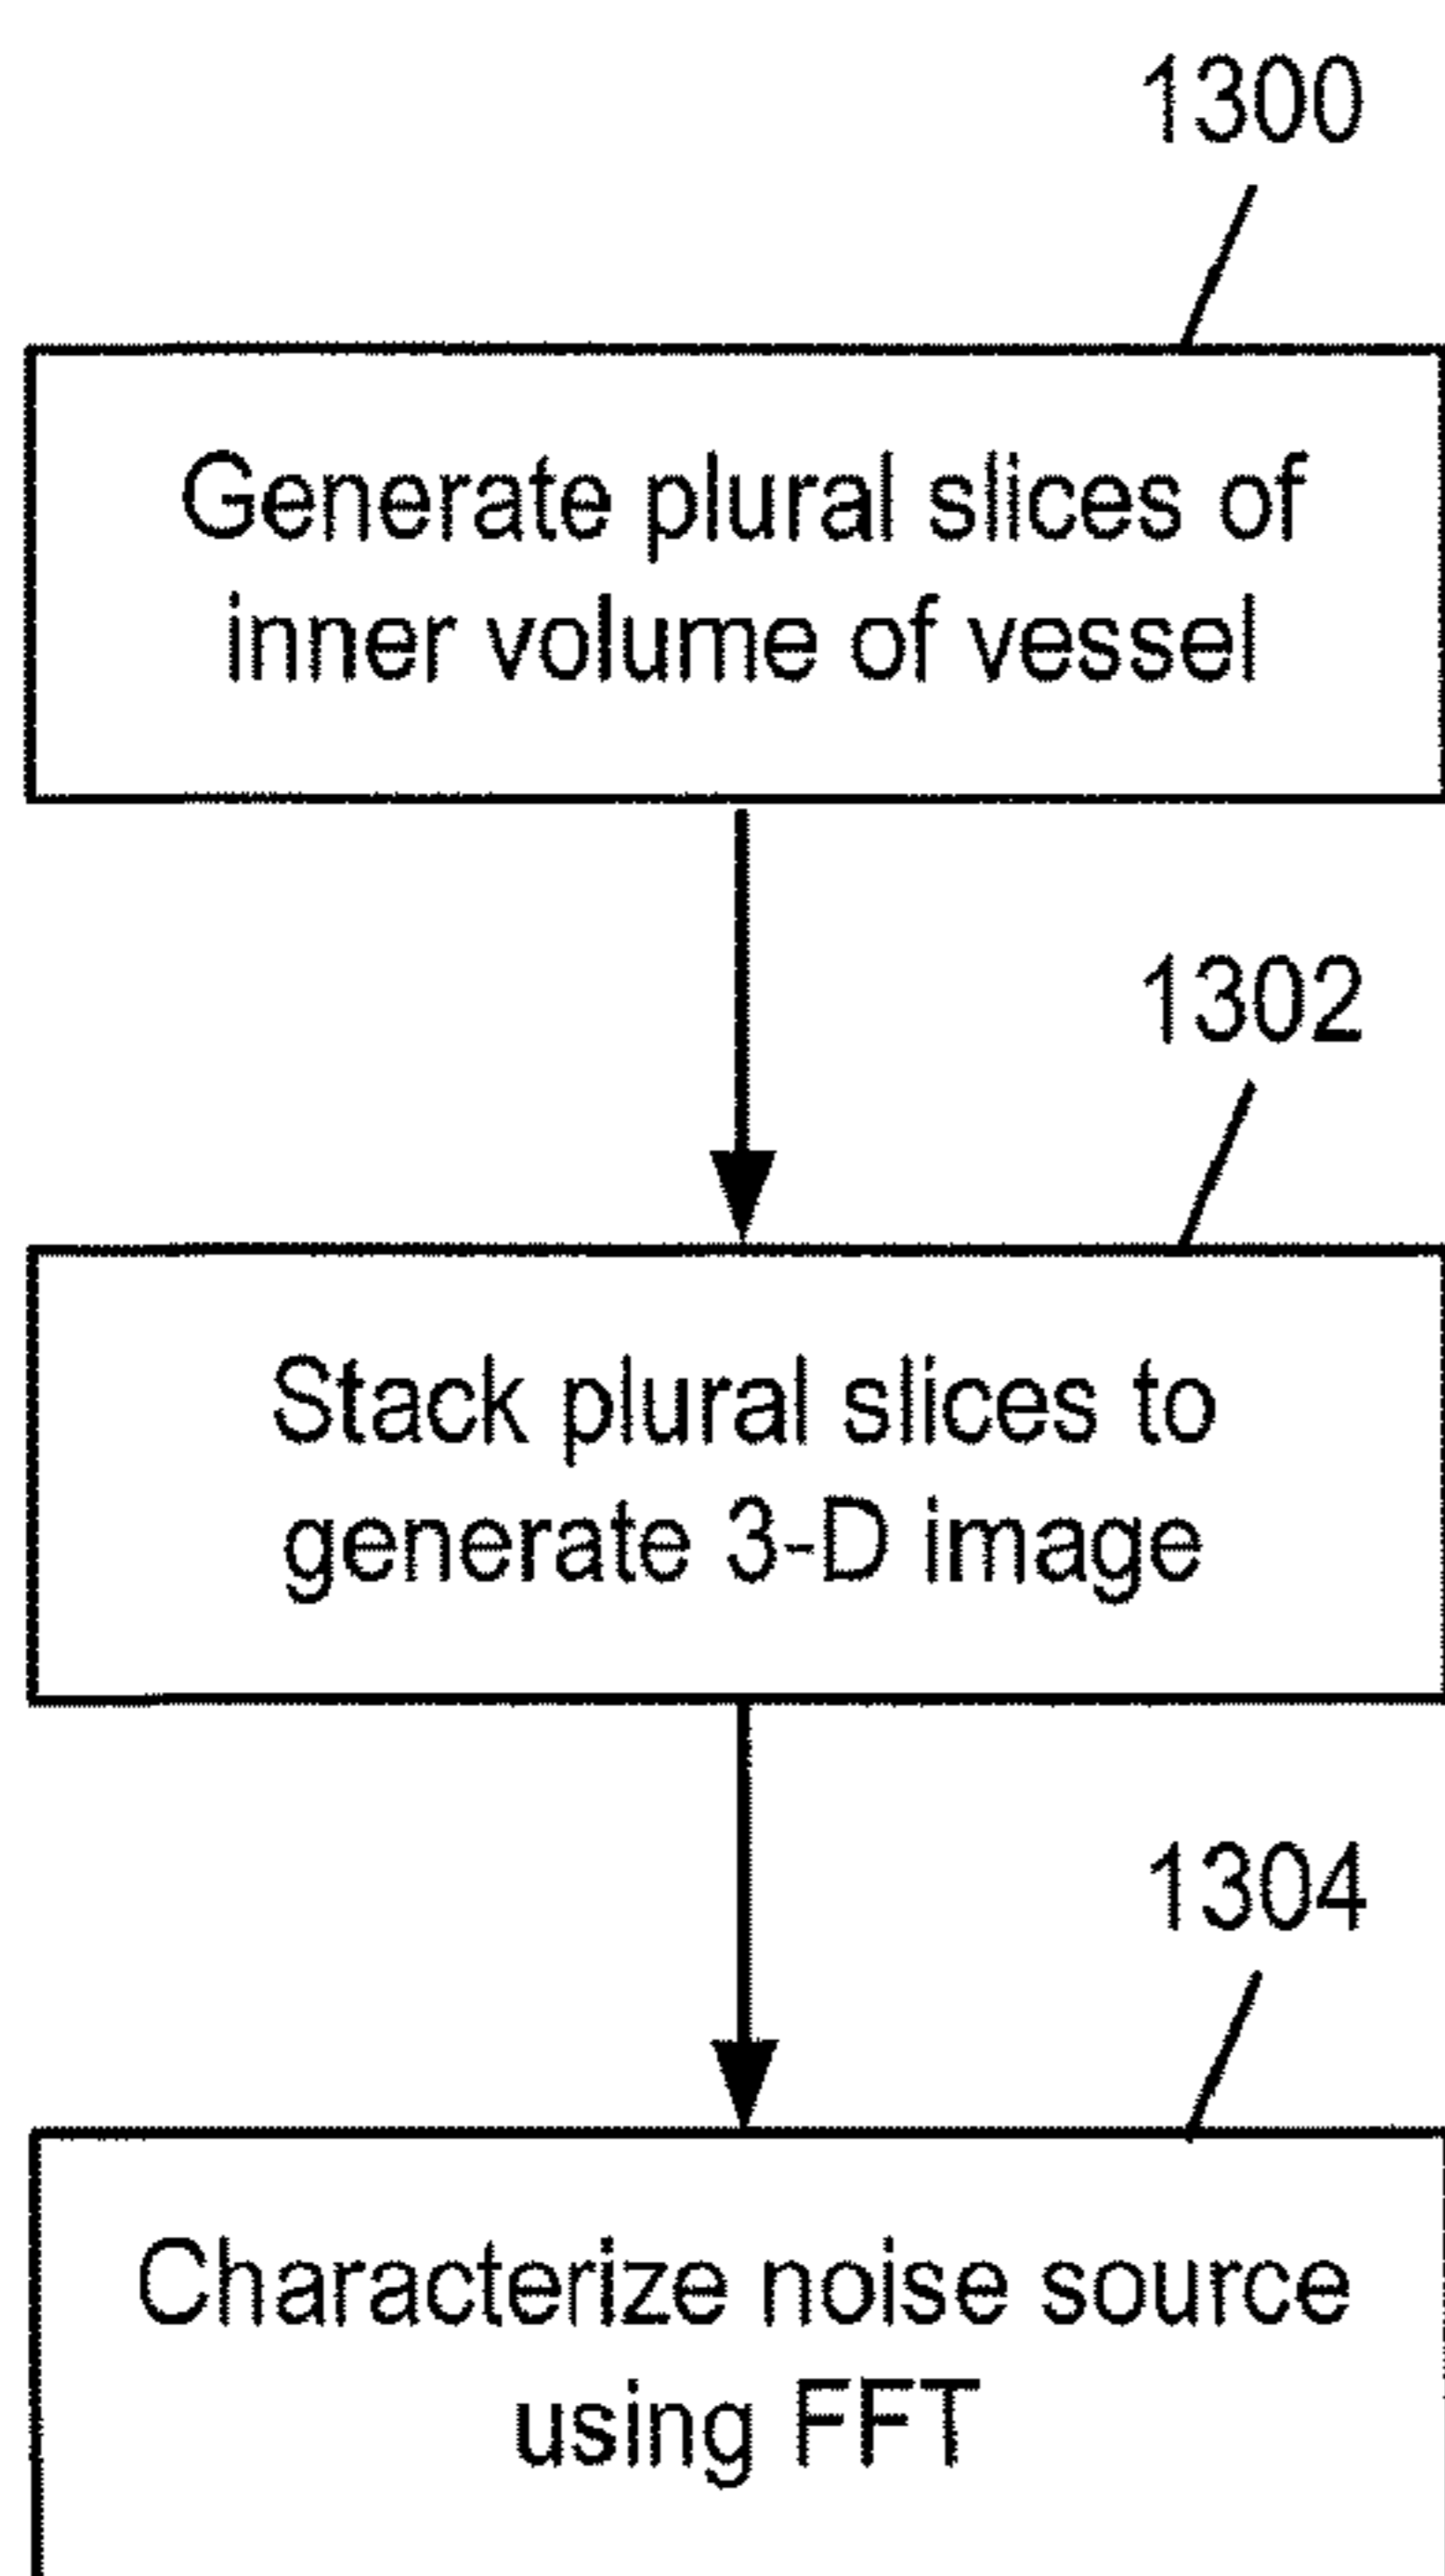 1300
Generate plural slices of
inner volume of vessel
1302
Stack plural slices to
generate 3-D image
1304
Characterize noise source
using FFT